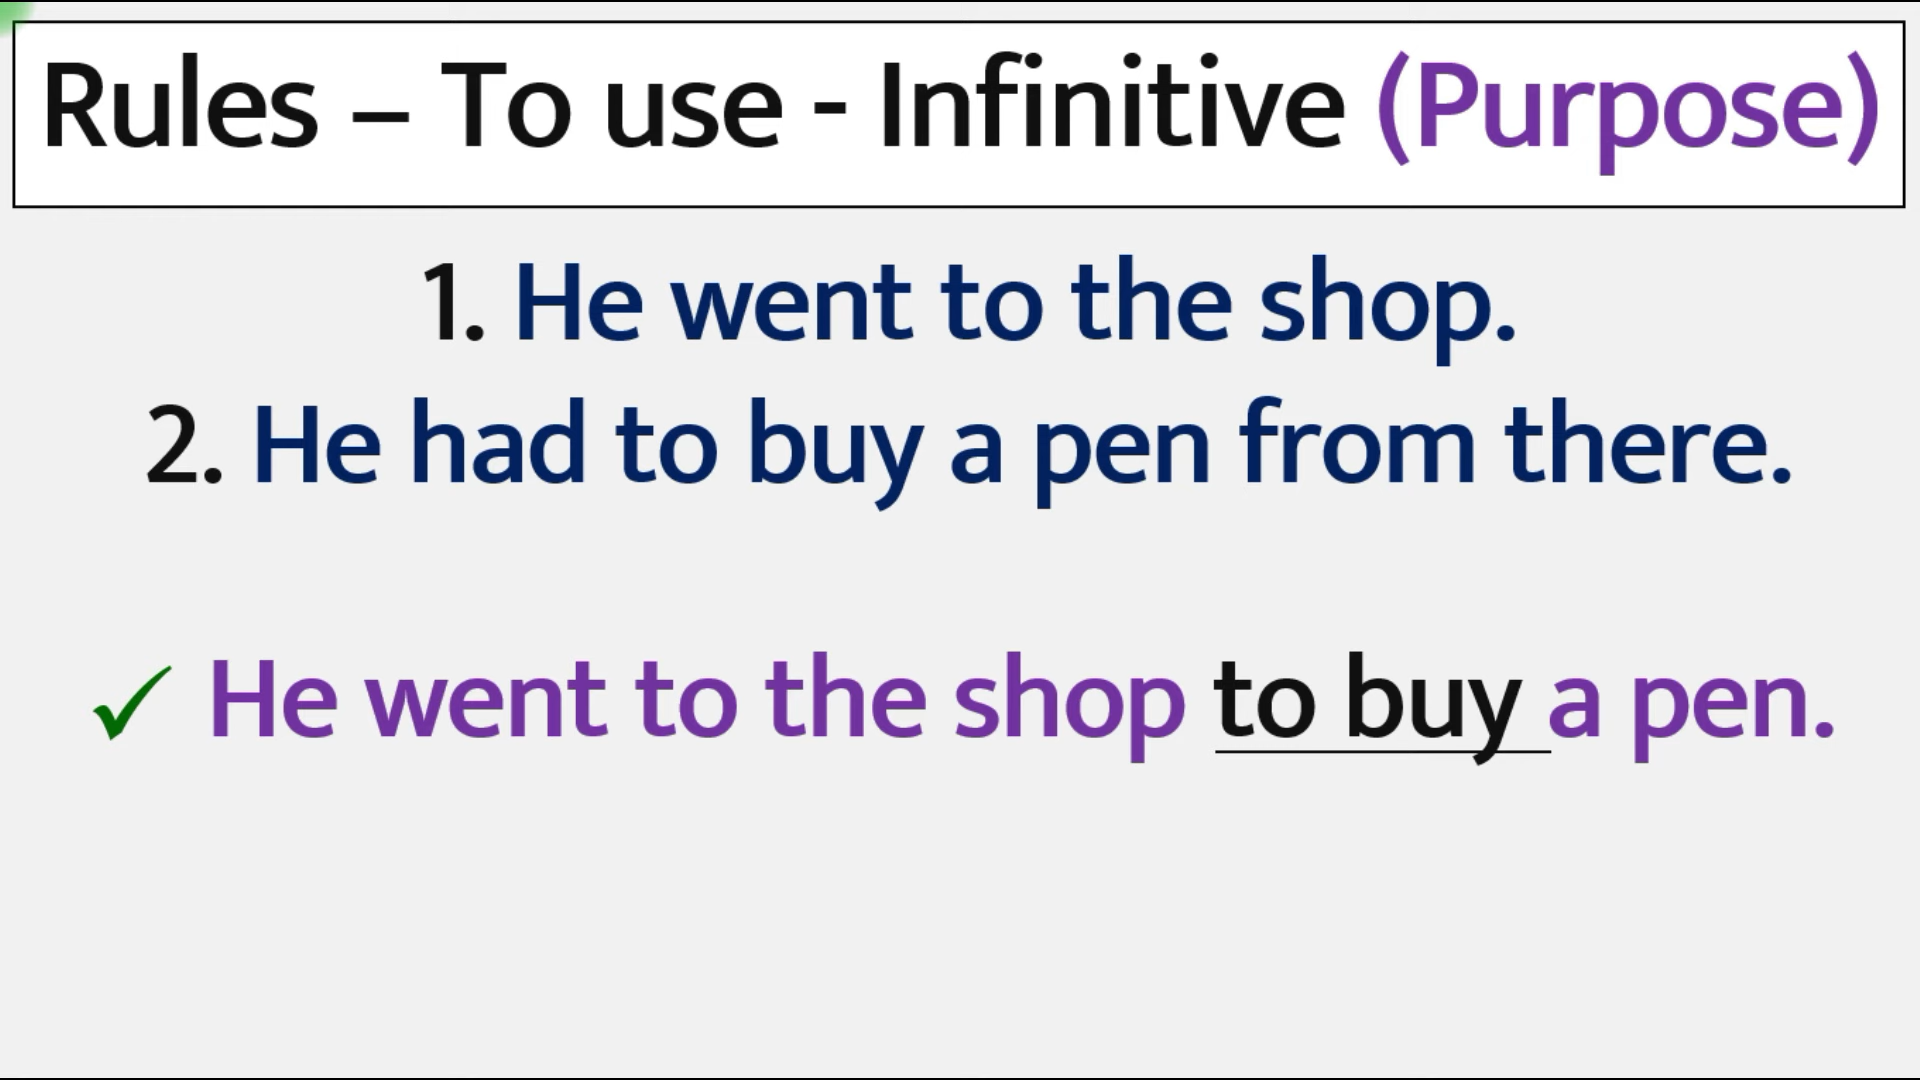 Rules – To use - Infinitive (Purpose)
1. He went to the shop.
2. He had to buy a pen from there.
✓ He went to the shop to buy a pen.